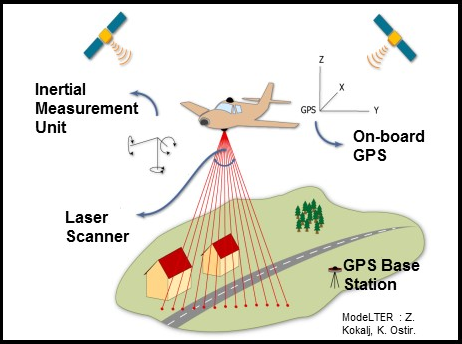 Inertial
Measurement
Unit
Z
X
GPS
Y
On-board
GPS
Laser
Scanner
GPS Base
Station
ModeLTER : Z.
Kokalj, K. Ostir.